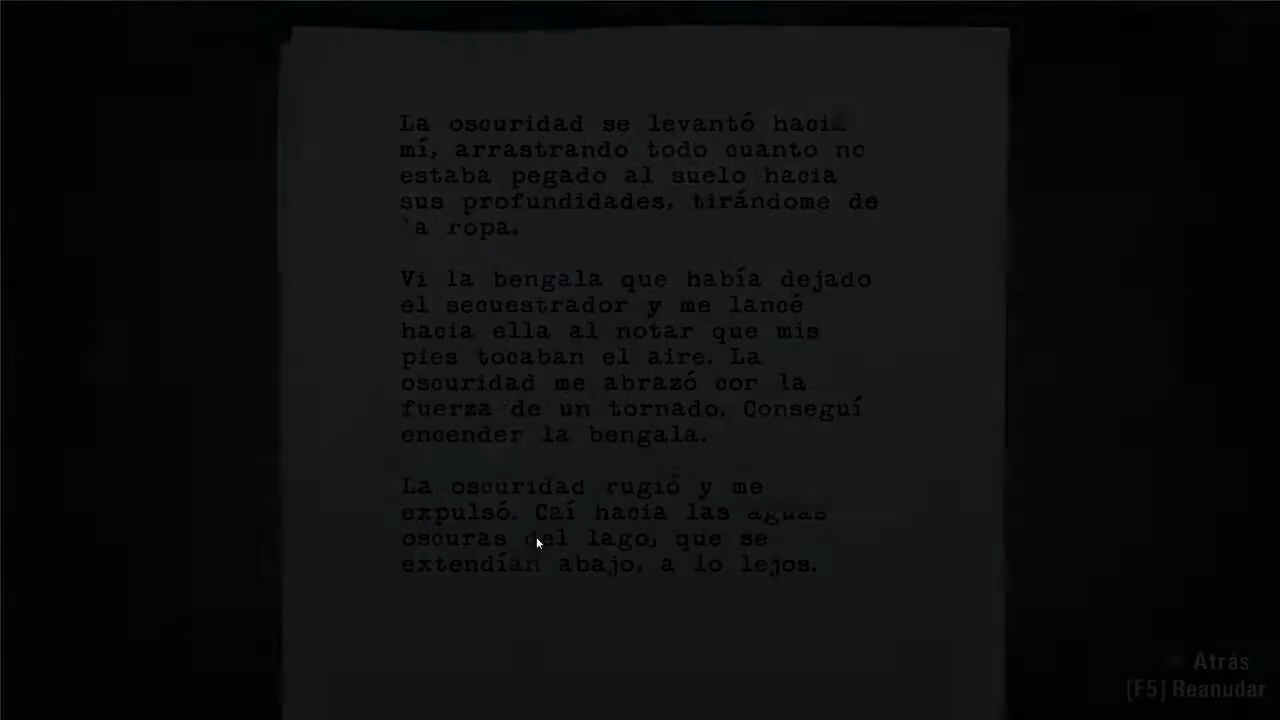 La oscuridad se levantó hacia
mí, arrastrando todo cuanto no
estaba pegado al suelo hacia
sus profundidades, tirándome de
la ropa.
Vi la bengala que había dejado
el secuestrador y me lancé
hacia ella al notar que mis
pies tocaban el aire. La
oscuridad me abrazó con la
fuerza de un tornado. Conseguí
encender la bengala.
La oscuridad rugió y me
expulsó. Caí hacia las aguas
oscuras del lago, que se
extendían abajo, a lo lejos.
Atrás
[F5] Reanudar